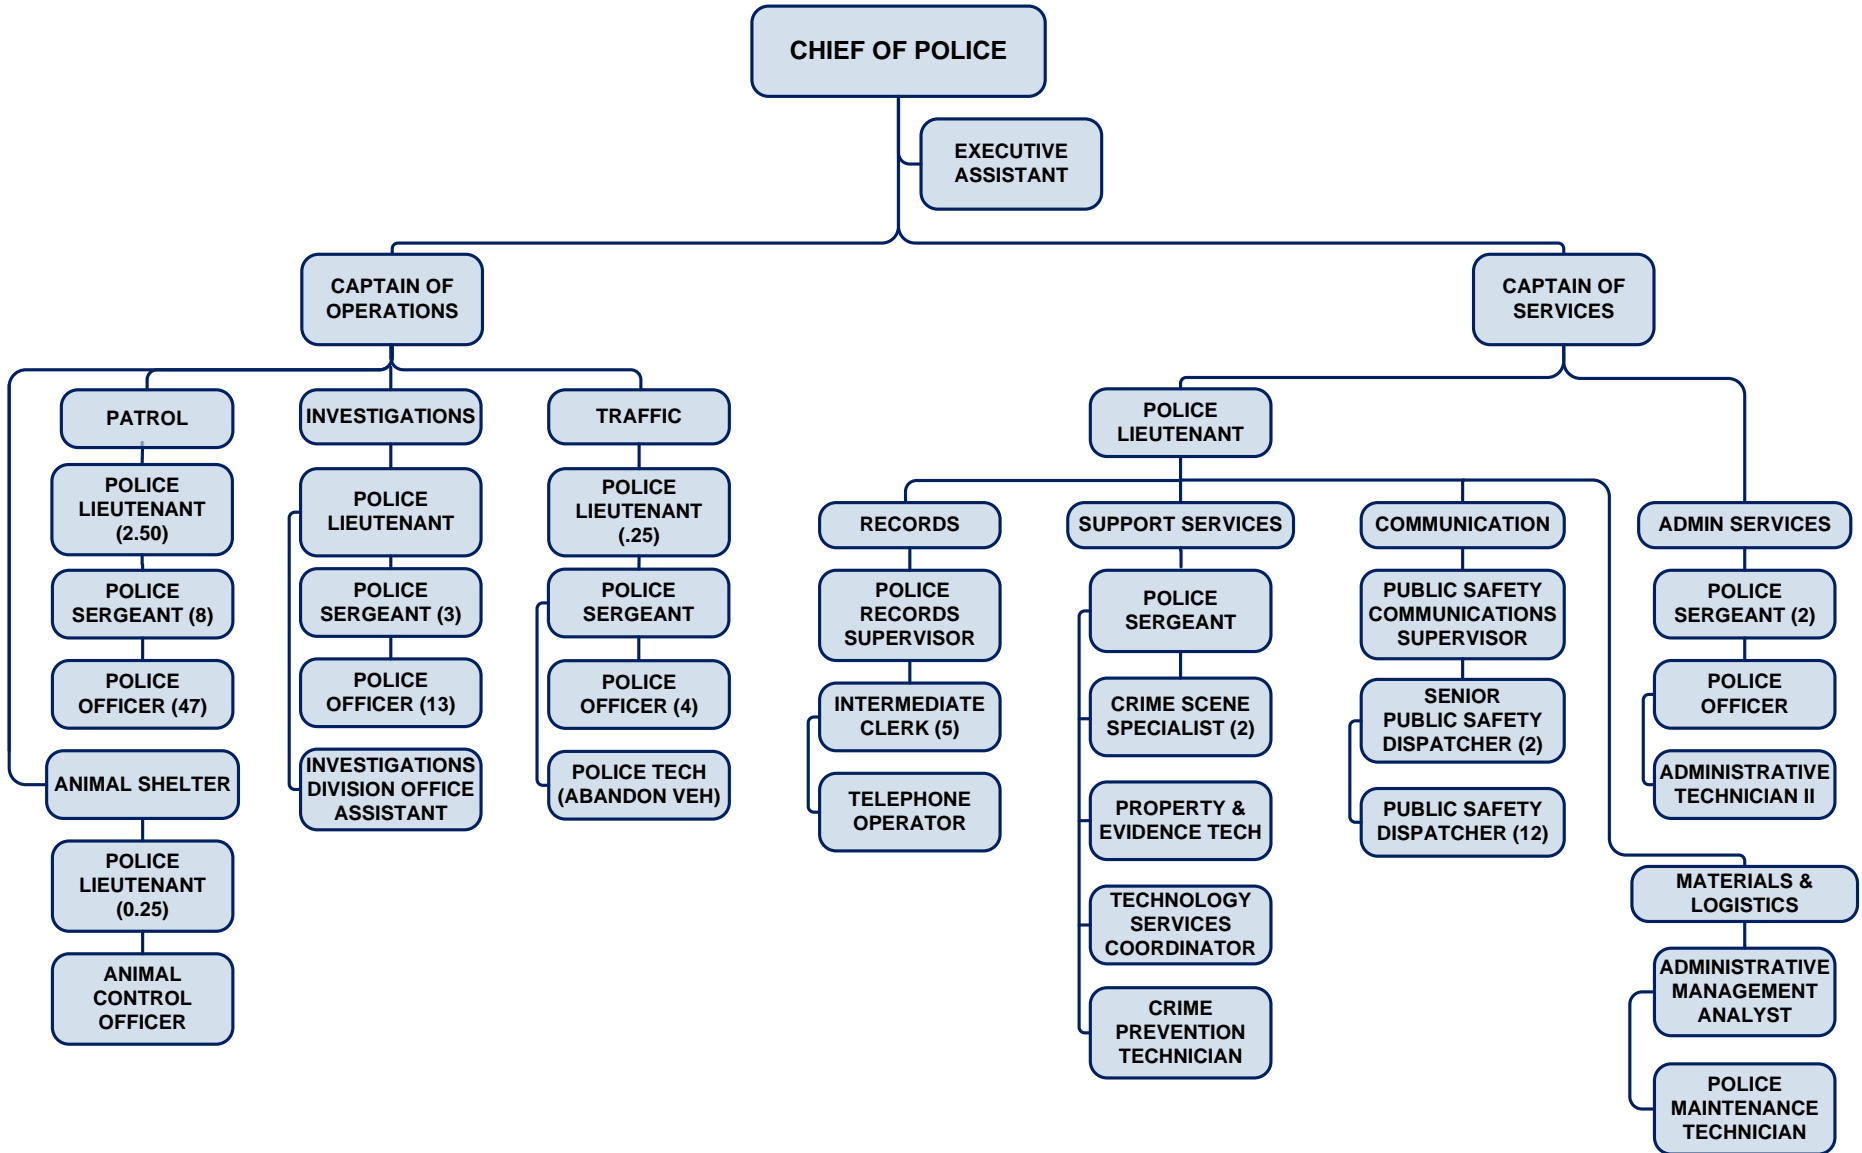 CHIEF OF POLICE
EXECUTIVE
ASSISTANT
CAPTAIN OF
OPERATIONS
CAPTAIN OF
SERVICES
PATROL
POLICE
LIEUTENANT
(2.50)
POLICE
SERGEANT (8)
POLICE
OFFICER (47)
ANIMAL SHELTER
POLICE
LIEUTENANT
(0.25)
ANIMAL
CONTROL
OFFICER
INVESTIGATIONS
POLICE
LIEUTENANT
POLICE
SERGEANT (3)
POLICE
OFFICER (13)
INVESTIGATIONS
DIVISION OFFICE
ASSISTANT
TRAFFIC
POLICE
LIEUTENANT
(.25)
POLICE
SERGEANT
POLICE
OFFICER (4)
POLICE TECH
(ABANDON VEH)
POLICE
LIEUTENANT
RECORDS
POLICE
RECORDS
SUPERVISOR
INTERMEDIATE
CLERK (5)
TELEPHONE
OPERATOR
SUPPORT SERVICES
POLICE
SERGEANT
CRIME SCENE
SPECIALIST (2)
PROPERTY &
EVIDENCE TECH
TECHNOLOGY
SERVICES
COORDINATOR
CRIME
PREVENTION
TECHNICIAN
COMMUNICATION
PUBLIC SAFETY
COMMUNICATIONS
SUPERVISOR
SENIOR
PUBLIC SAFETY
DISPATCHER (2)
PUBLIC SAFETY
DISPATCHER (12)
ADMIN SERVICES
POLICE
SERGEANT (2)
POLICE
OFFICER
ADMINISTRATIVE
TECHNICIAN II
MATERIALS &
LOGISTICS
ADMINISTRATIVE
MANAGEMENT
ANALYST
POLICE
MAINTENANCE
TECHNICIAN